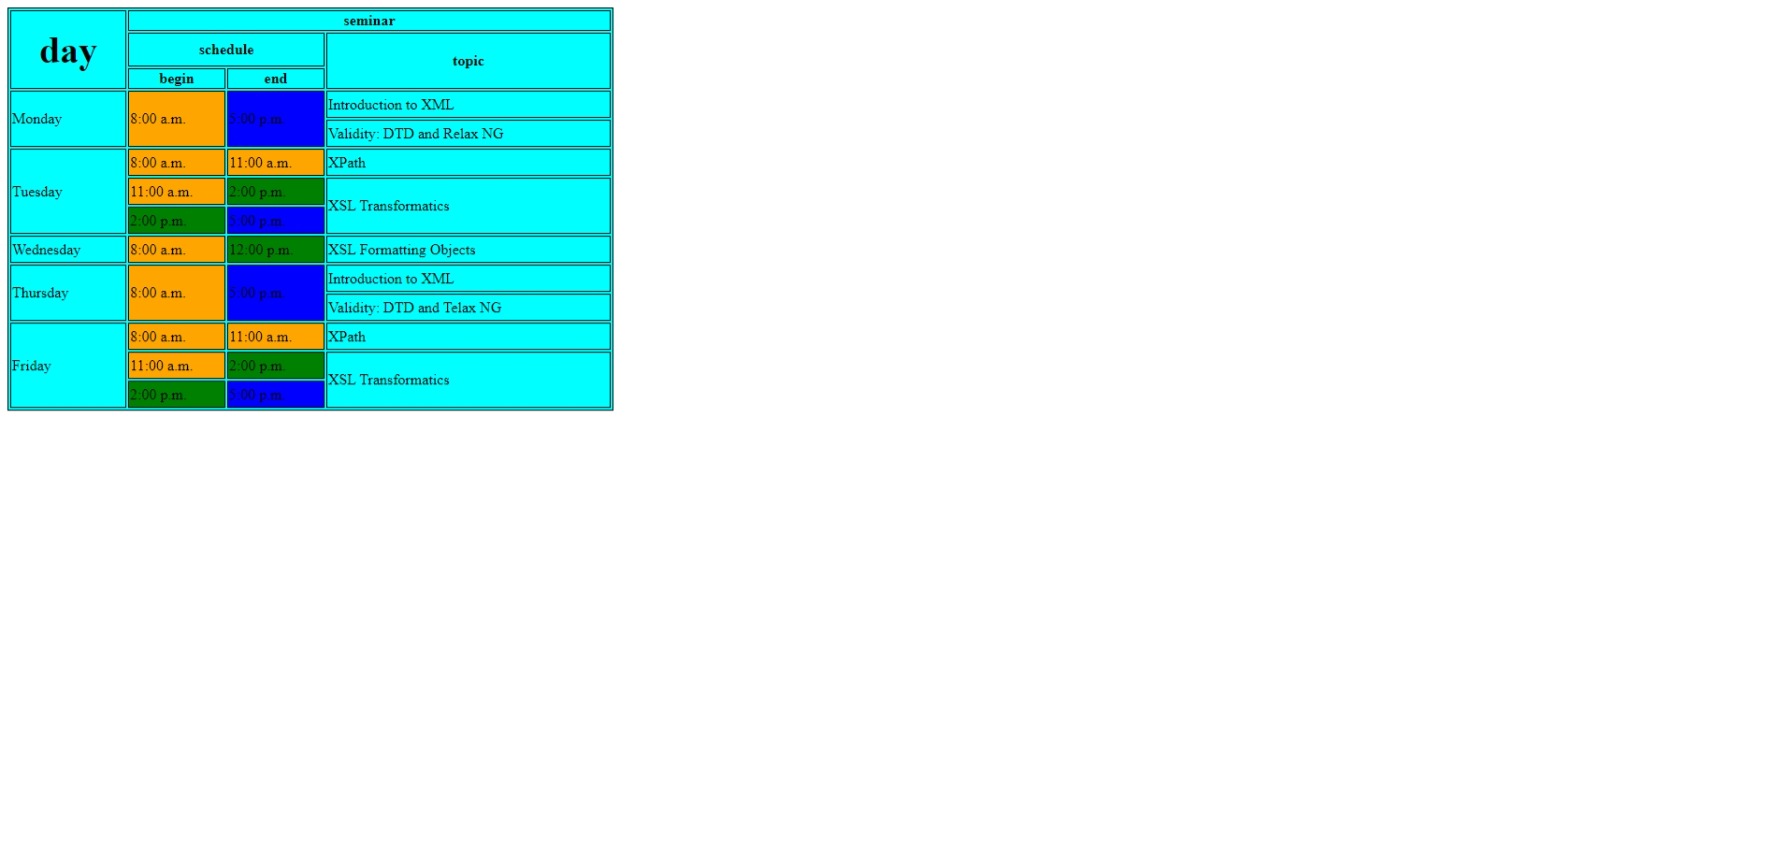 day
seminar
schedule
topic
begin end
Monday 8:00 a.m. 5:00 p.m. Introduction to XML
Validity: DTD and Relax NG
Tuesday 8:00 a.m. 11:00 a.m. XPath
11:00 a.m. 2:00 p.m. XSL Transformatics
2:00 p.m. 5:00 p.m.
Wednesday 8:00 a.m. 12:00 p.m. XSL Formatting Objects
Thursday 8:00 a.m. 5:00 p.m. Introduction to XML
Validity: DTD and Telax NG
Friday 8:00 a.m. 11:00 a.m. XPath
11:00 a.m. 2:00 p.m. XSL Transformatics
2:00 p.m. 5:00 p.m.